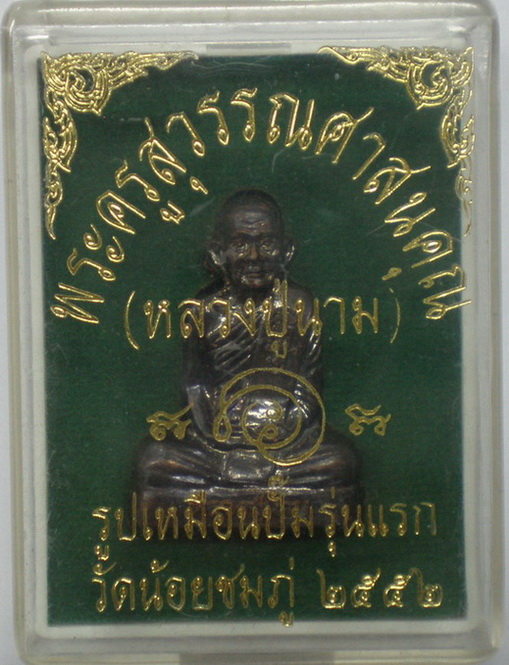 พระครูสุวรรณศาสนคุณ
(หลวงปู่นาม)
รูปเหมือนปั๊มรุ่นแรก
วัดน้อยชมภู่ ๒๕๕๒